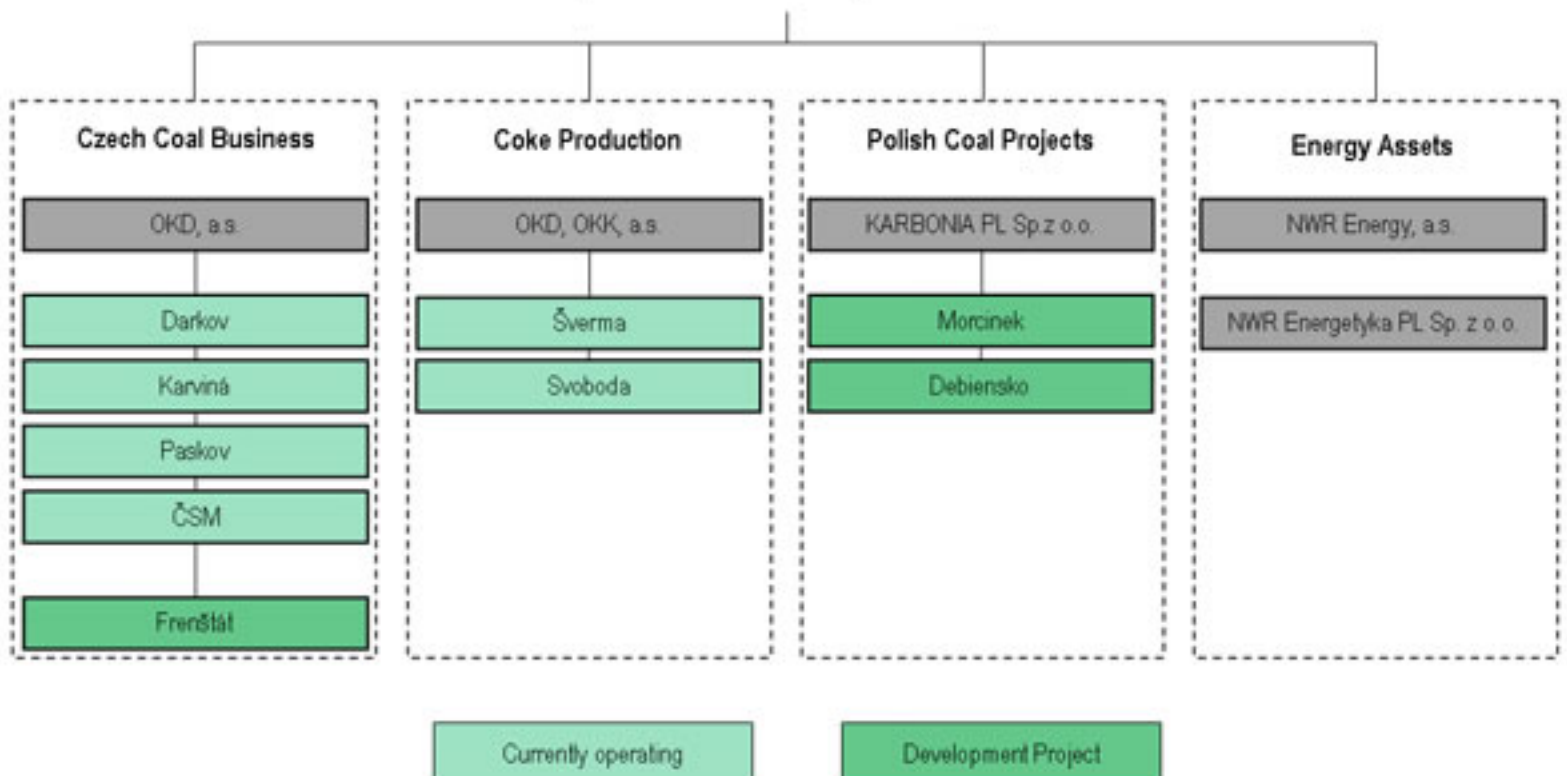 Czech Coal Business
OKD, a.s.
Darkov
Karviná
Paskov
ČSM
Frenštát
Coke Production
OKD, OKK, a.s.
Šverma
Svoboda
Polish Coal Projects
KARBONIA PL Sp.z o.o.
Morcinek
Debiensko
Energy Assets
NWR Energy, a.s.
NWR Energetyka PL Sp. z o.o.
Currently operating
Development Project